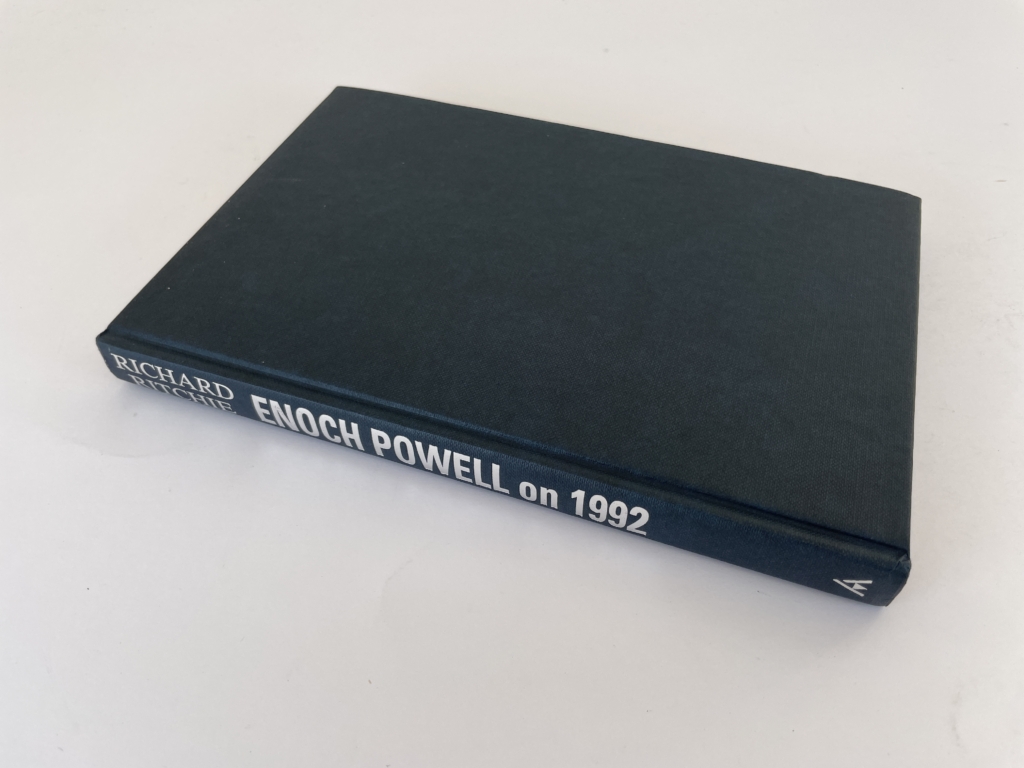 RICHARD
RITCHIE
ENOCH POWELL on 1992